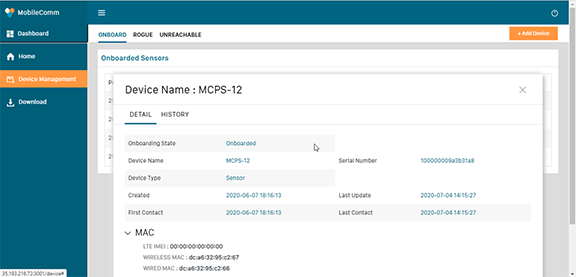 MobileComm
Dashboard
ONBOARD ROGUE UNREACHABLE
+ Add Device
Home
Device Management
Download
Onboarded Sensors
Device Name : MCPS-12
DETAIL HISTORY
Onboarding State Onboarded
Device Name MCPS-12 Serial Number 100000009a3b31a8
Device Type Sensor
Created 2020-06-07 18:16:13 Last Update 2020-07-04 14:15:27
First Contact 2020-06-07 18:16:13 Last Contact 2020-07-04 14:15:27
MAC
LTE IMEI : 00:00:00:00:00:00
WIRELESS MAC : dc:a6:32:95:c2:67
WIRED MAC : dc:a6:32:95:c2:66
35.193.216.72:3001/device#